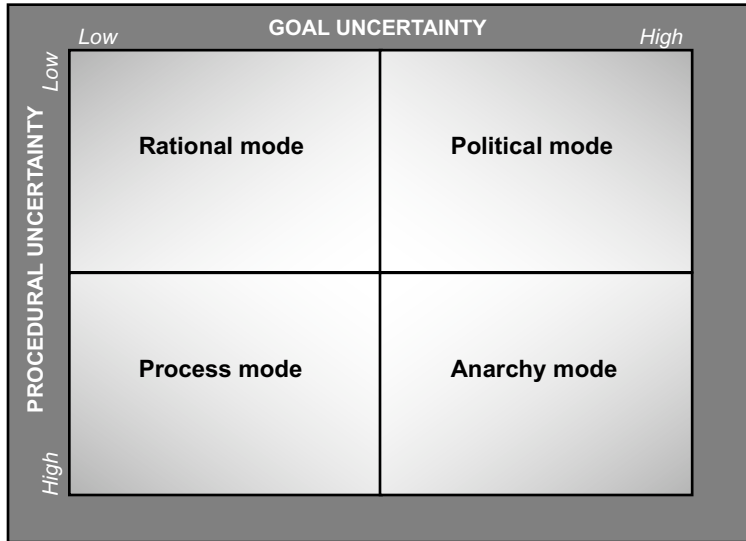 GOAL UNCERTAINTY
Low
High
Low
PROCEDURAL UNCERTAINTY
High
Rational mode
Political mode
Process mode
Anarchy mode